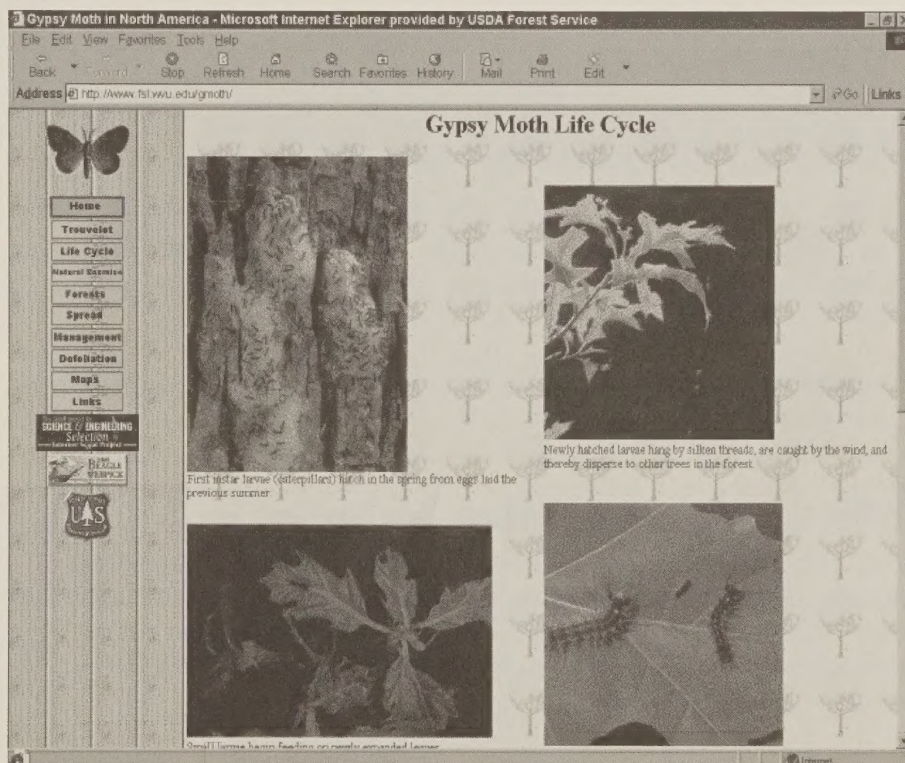 Gypsy Moth in North America - Microsoft Internet Explorer provided by USDA Forest Service
File Edit View Favorites Tools Help
Back Forward Stop Refresh Home Search Favorites History Mail Print Edit
Address http://www.fsl.wvu.edu/gmoth/ Go Links
Gypsy Moth Life Cycle
Home
Trouvelot
Life Cycle
Natural Enemies
Forests
Spread
Management
Defoliation
Maps
Links
SCIENCE & ENGINEERING
Selection
BEAGLE
WEBPICK
US
Newly hatched larvae hang by silken threads, are caught by the wind, and
thereby disperse to other trees in the forest.
First instar larvae (caterpillars) hatch in the spring from eggs laid the
previous summer
Small larvae begin feeding on newly expanded leaves
Internet